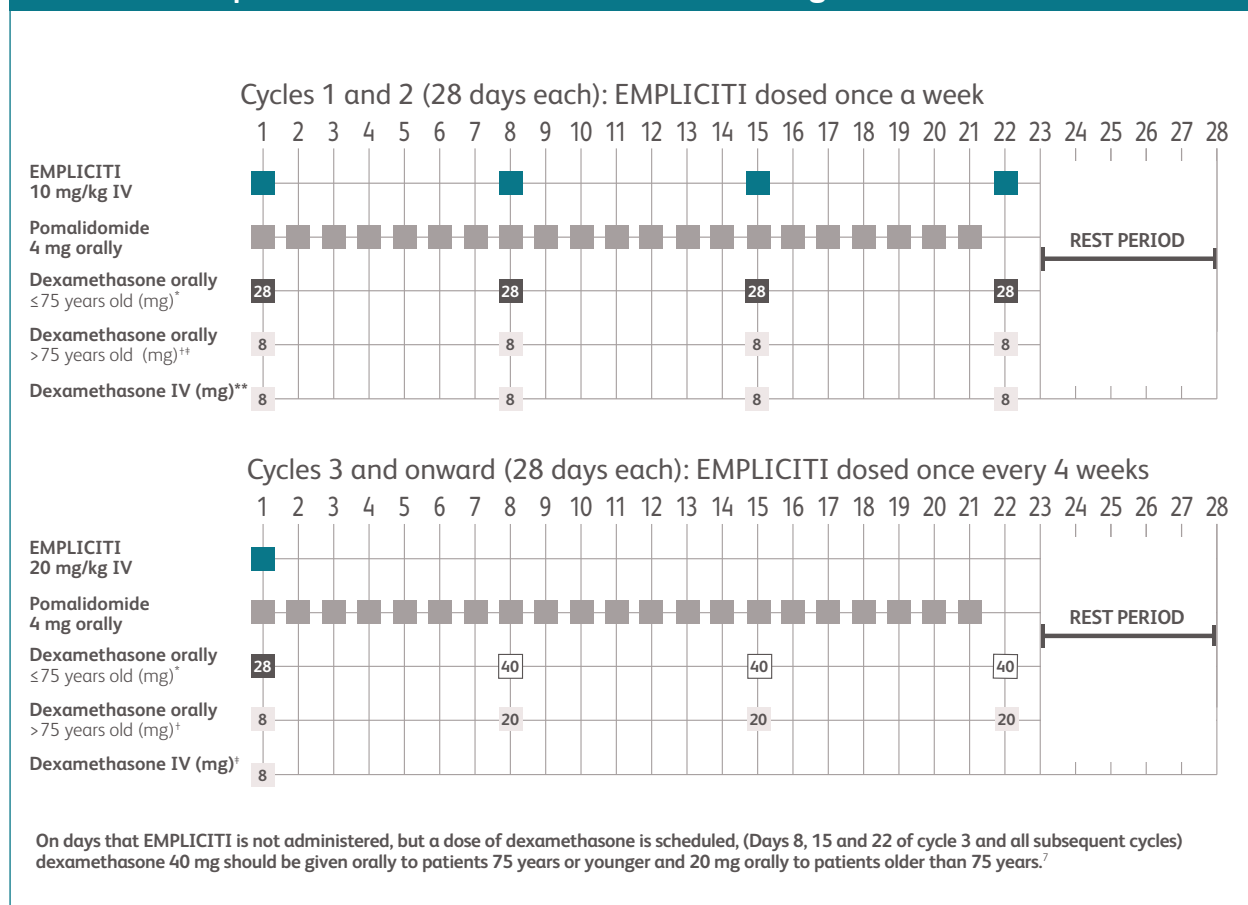 Cycles 1 and 2 (28 days each): EMPLICITI dosed once a week
1 2 3 4 5 6 7 8 9 10 11 12 13 14 15 16 17 18 19 20 21 22 23 24 25 26 27 28
EMPLICITI
10 mg/kg IV
Pomalidomide
4 mg orally
REST PERIOD
Dexamethasone orally
≤75 years old (mg)*
28 28 28 28
Dexamethasone orally
>75 years old (mg)†‡
8 8 8 8
Dexamethasone IV (mg)**
8 8 8 8
Cycles 3 and onward (28 days each): EMPLICITI dosed once every 4 weeks
1 2 3 4 5 6 7 8 9 10 11 12 13 14 15 16 17 18 19 20 21 22 23 24 25 26 27 28
EMPLICITI
20 mg/kg IV
Pomalidomide
4 mg orally
REST PERIOD
Dexamethasone orally
≤75 years old (mg)*
28 40 40 40
Dexamethasone orally
>75 years old (mg)†
8 20 20 20
Dexamethasone IV (mg)‡
8
On days that EMPLICITI is not administered, but a dose of dexamethasone is scheduled, (Days 8, 15 and 22 of cycle 3 and all subsequent cycles)
dexamethasone 40 mg should be given orally to patients 75 years or younger and 20 mg orally to patients older than 75 years.7